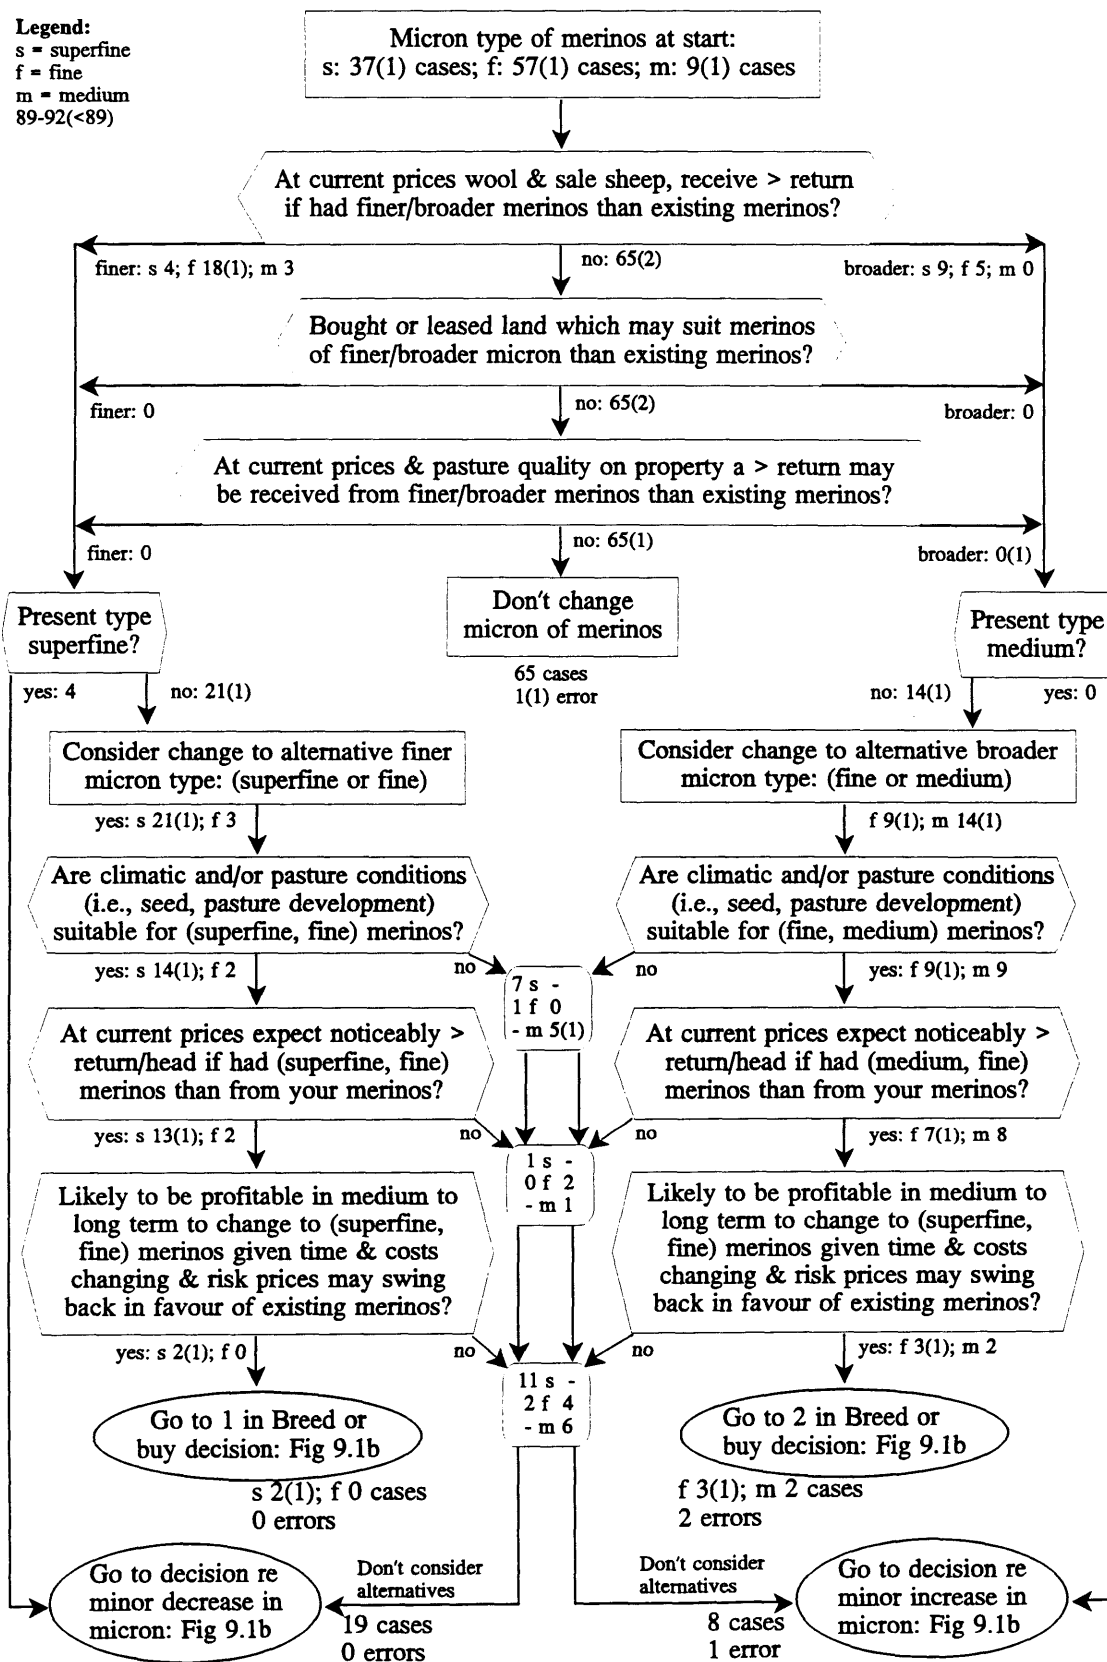 Legend:
s = superfine
f = fine
m = medium
89-92(<89)
Micron type of merinos at start:
s: 37(1) cases; f: 57(1) cases; m: 9(1) cases
At current prices wool & sale sheep, receive > return
if had finer/broader merinos than existing merinos?
finer: s 4; f 18(1); m 3
no: 65(2)
broader: s 9; f 5; m 0
Bought or leased land which may suit merinos
of finer/broader micron than existing merinos?
finer: 0
no: 65(2)
broader: 0
At current prices & pasture quality on property a > return may
be received from finer/broader merinos than existing merinos?
finer: 0
no: 65(1)
broader: 0(1)
Present type
superfine?
Don't change
micron of merinos
Present type
medium?
65 cases
1(1) error
yes: 4
no: 21(1)
no: 14(1)
yes: 0
Consider change to alternative finer
micron type: (superfine or fine)
Consider change to alternative broader
micron type: (fine or medium)
yes: s 21(1); f 3
f 9(1); m 14(1)
Are climatic and/or pasture conditions
(i.e., seed, pasture development)
suitable for (superfine, fine) merinos?
Are climatic and/or pasture conditions
(i.e., seed, pasture development)
suitable for (fine, medium) merinos?
yes: s 14(1); f 2
no
no
yes: f 9(1); m 9
7 s -
1 f 0
- m 5(1)
At current prices expect noticeably >
return/head if had (superfine, fine)
merinos than from your merinos?
At current prices expect noticeably >
return/head if had (medium, fine)
merinos than from your merinos?
yes: s 13(1); f 2
no
no
yes: f 7(1); m 8
1 s -
0 f 2
- m 1
Likely to be profitable in medium to
long term to change to (superfine,
fine) merinos given time & costs
changing & risk prices may swing
back in favour of existing merinos?
Likely to be profitable in medium to
long term to change to (superfine,
fine) merinos given time & costs
changing & risk prices may swing
back in favour of existing merinos?
yes: s 2(1); f 0
no
no
yes: f 3(1); m 2
11 s -
2 f 4
- m 6
Go to 1 in Breed or
buy decision: Fig 9.1b
Go to 2 in Breed or
buy decision: Fig 9.1b
s 2(1); f 0 cases
0 errors
f 3(1); m 2 cases
2 errors
Go to decision re
minor decrease in
micron: Fig 9.1b
Don't consider
alternatives
19 cases
0 errors
Don't consider
alternatives
8 cases
1 error
Go to decision re
minor increase in
micron: Fig 9.1b